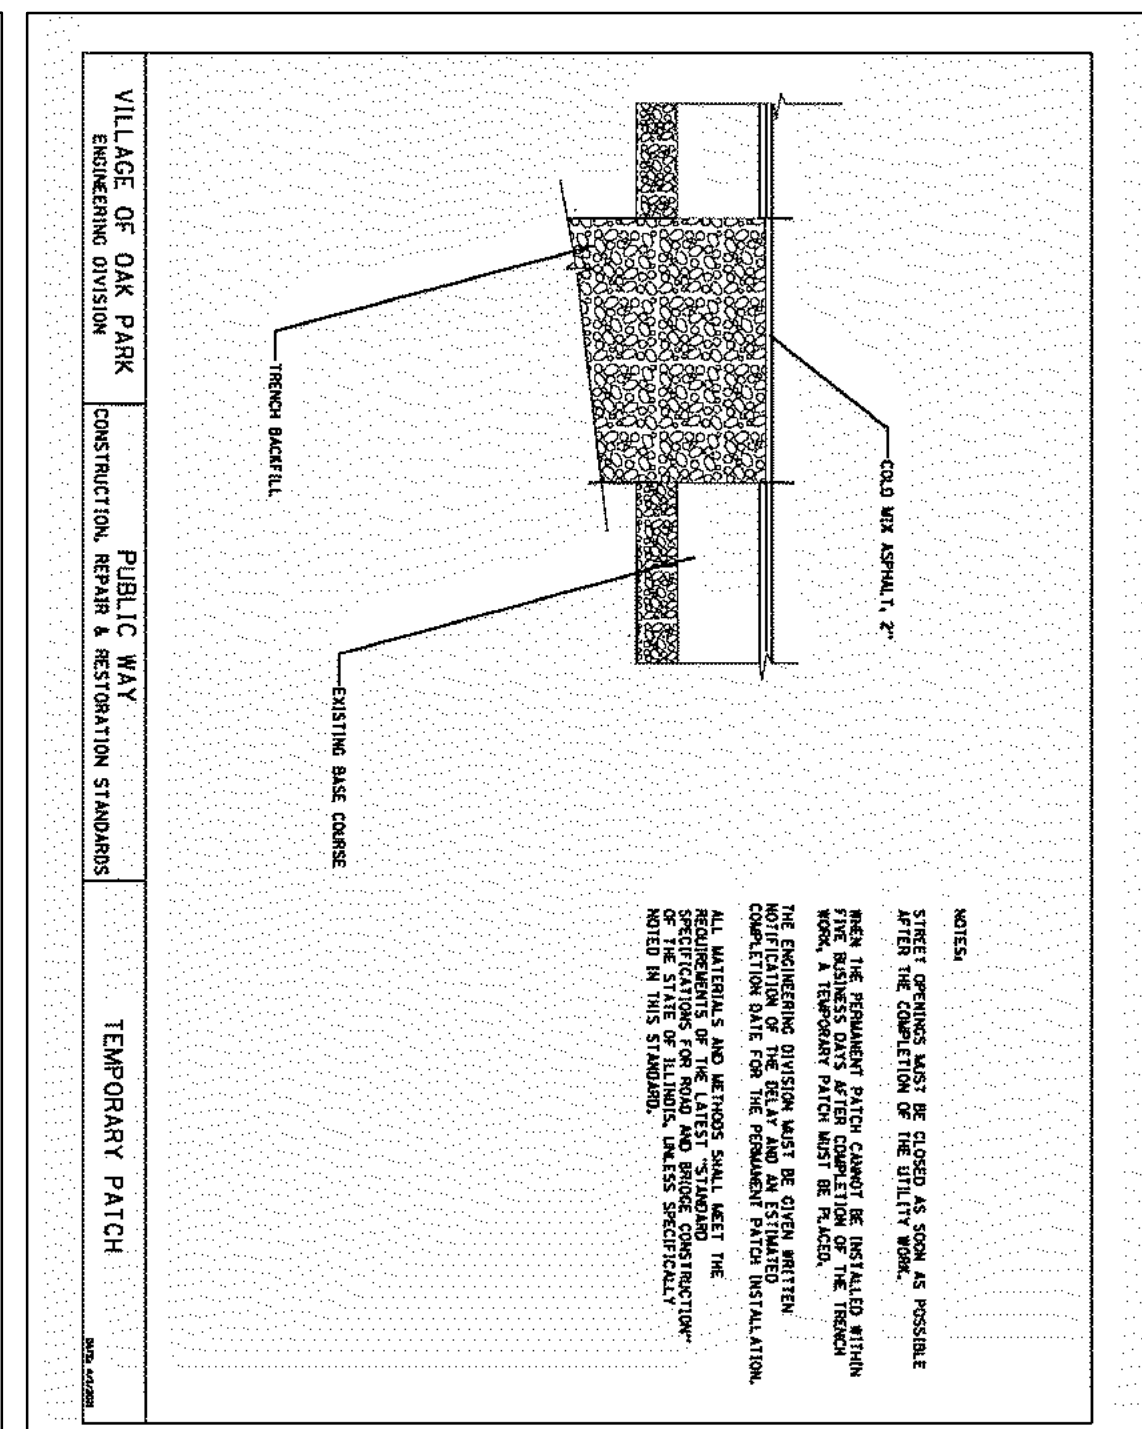 NOTES:
STREET OPENINGS MUST BE CLOSED AS SOON AS POSSIBLE
AFTER THE COMPLETION OF THE UTILITY WORK.
WHEN THE PERMANENT PATCH CANNOT BE INSTALLED WITHIN
FIVE BUSINESS DAYS AFTER COMPLETION OF THE TRENCH
WORK, A TEMPORARY PATCH MUST BE PLACED.
THE ENGINEERING DIVISION MUST BE GIVEN WRITTEN
NOTIFICATION OF THE DELAY AND AN ESTIMATED
COMPLETION DATE FOR THE PERMANENT PATCH INSTALLATION.
ALL MATERIALS AND METHODS SHALL MEET THE
REQUIREMENTS OF THE LATEST "STANDARD
SPECIFICATIONS FOR ROAD AND BRIDGE CONSTRUCTION"
OF THE STATE OF ILLINOIS, UNLESS SPECIFICALLY
NOTED IN THIS STANDARD.
COLD MIX ASPHALT, 2"
EXISTING BASE COURSE
TRENCH BACKFILL
VILLAGE OF OAK PARK
ENGINEERING DIVISION
PUBLIC WAY
CONSTRUCTION, REPAIR & RESTORATION STANDARDS
TEMPORARY PATCH
DATE: